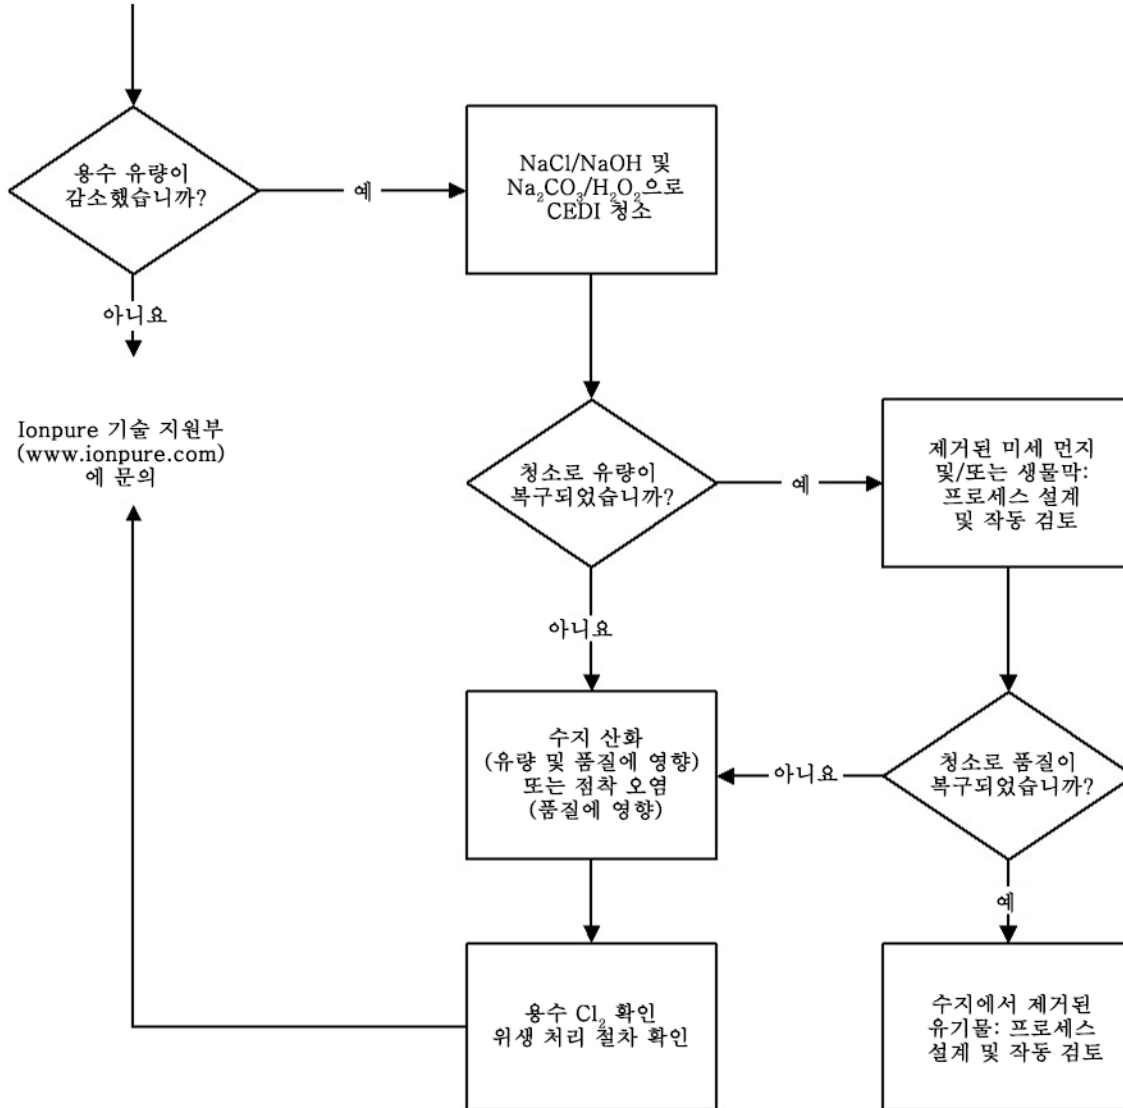 용수 유량이
감소했습니까?
예
NaCl/NaOH 및
Na₂CO₃/H₂O₂으로
CEDI 청소
아니요
Ionpure 기술 지원부
(www.ionpure.com)
에 문의
청소로 유량이
복구되었습니까?
예
제거된 미세 먼지
및/또는 생물막:
프로세스 설계
및 작동 검토
아니요
수지 산화
(유량 및 품질에 영향)
또는 점착 오염
(품질에 영향)
아니요
청소로 품질이
복구되었습니까?
예
용수 Cl₂ 확인
위생 처리 절차 확인
수지에서 제거된
유기물: 프로세스
설계 및 작동 검토